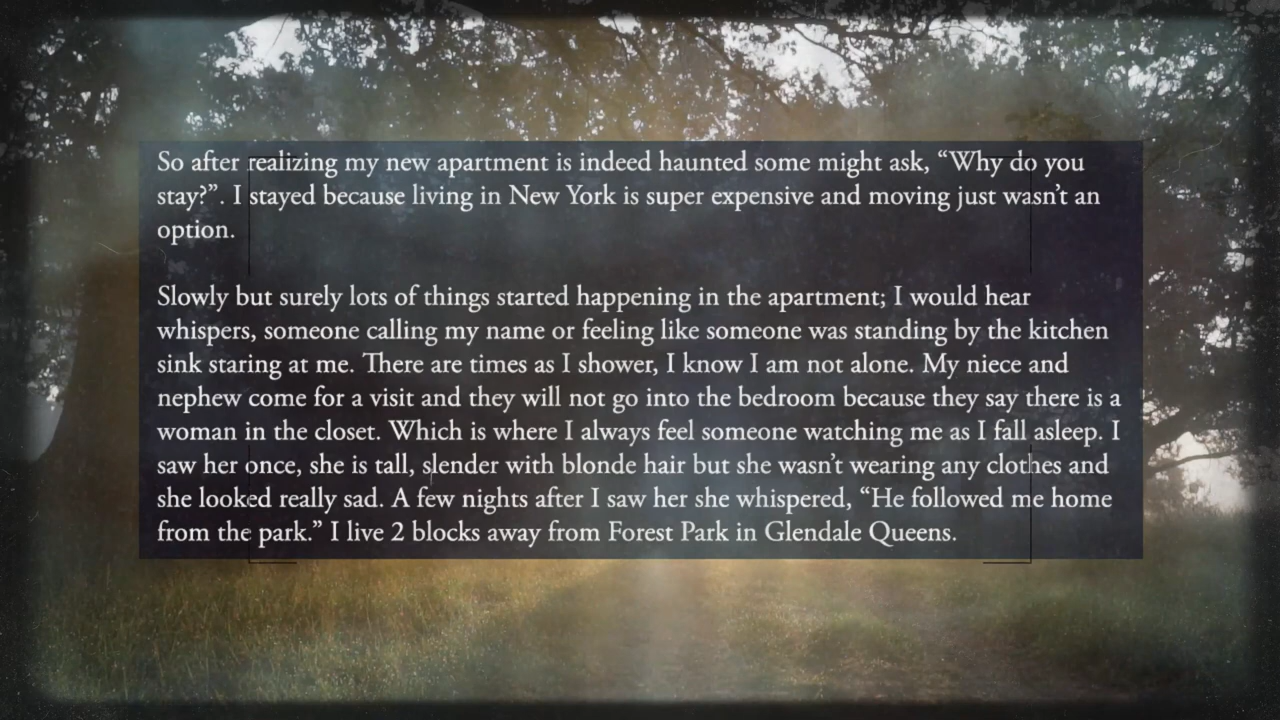 So after realizing my new apartment is indeed haunted some might ask, “Why do you
stay?”. I stayed because living in New York is super expensive and moving just wasn’t an
option.
Slowly but surely lots of things started happening in the apartment; I would hear
whispers, someone calling my name or feeling like someone was standing by the kitchen
sink staring at me. There are times as I shower, I know I am not alone. My niece and
nephew come for a visit and they will not go into the bedroom because they say there is a
woman in the closet. Which is where I always feel someone watching me as I fall asleep. I
saw her once, she is tall, slender with blonde hair but she wasn’t wearing any clothes and
she looked really sad. A few nights after I saw her she whispered, “He followed me home
from the park.” I live 2 blocks away from Forest Park in Glendale Queens.